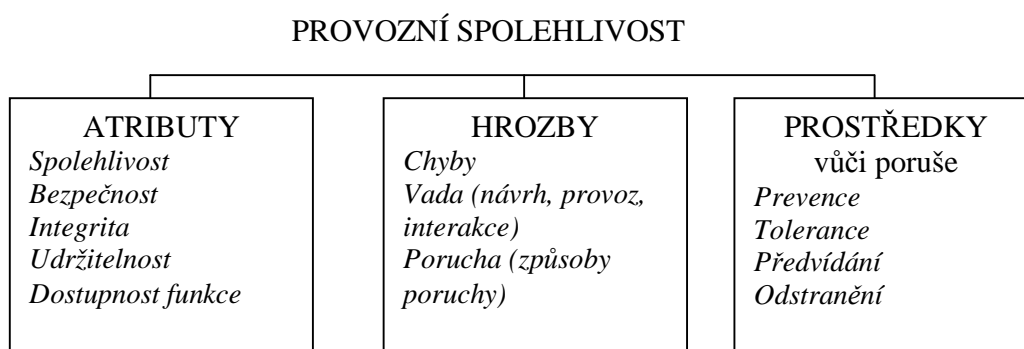 PROVOZNÍ SPOLEHLIVOST
ATRIBUTY
Spolehlivost
Bezpečnost
Integrita
Udržitelnost
Dostupnost funkce
HROZBY
Chyby
Vada (návrh, provoz,
interakce)
Porucha (způsoby
poruchy)
PROSTŘEDKY
vůči poruše
Prevence
Tolerance
Předvídání
Odstranění